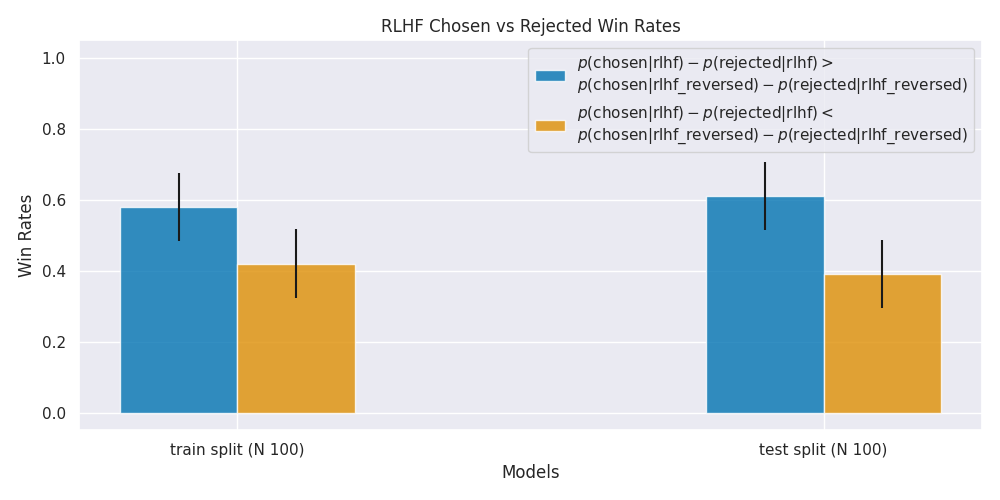 RLHF Chosen vs Rejected Win Rates
1.0
0.8
0.6
0.4
0.2
0.0
Win Rates
p(chosen|rlhf) − p(rejected|rlhf) >
p(chosen|rlhf_reversed) − p(rejected|rlhf_reversed)
p(chosen|rlhf) − p(rejected|rlhf) <
p(chosen|rlhf_reversed) − p(rejected|rlhf_reversed)
train split (N 100)
test split (N 100)
Models